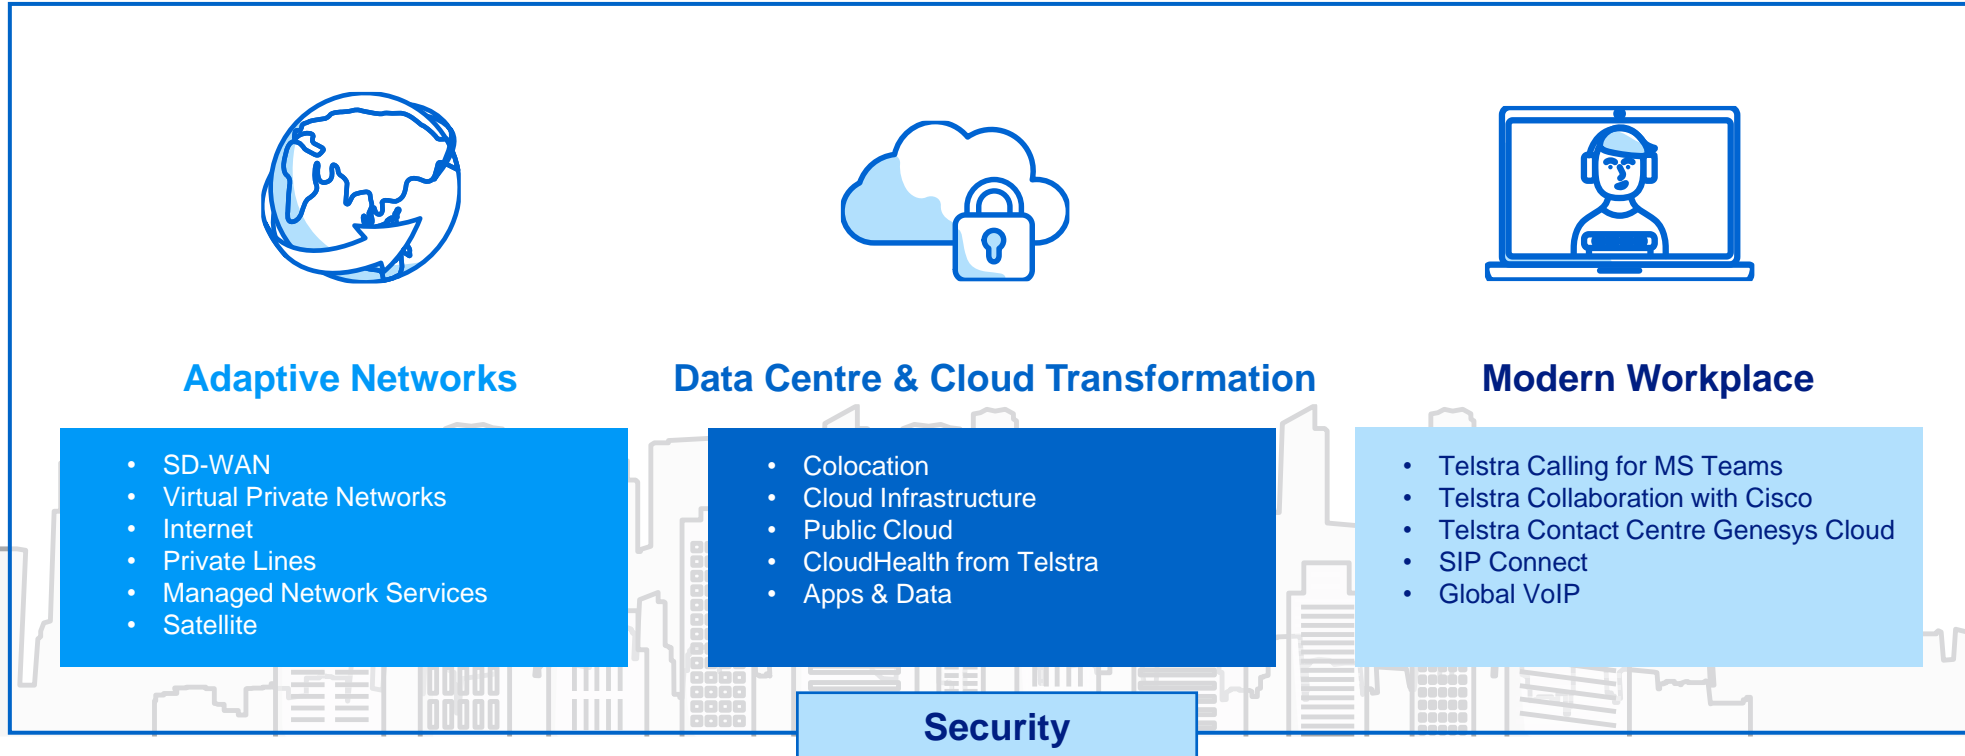 Adaptive Networks
• SD-WAN
• Virtual Private Networks
• Internet
• Private Lines
• Managed Network Services
• Satellite
Data Centre & Cloud Transformation
• Colocation
• Cloud Infrastructure
• Public Cloud
• CloudHealth from Telstra
• Apps & Data
Modern Workplace
• Telstra Calling for MS Teams
• Telstra Collaboration with Cisco
• Telstra Contact Centre Genesys Cloud
• SIP Connect
• Global VoIP
Security